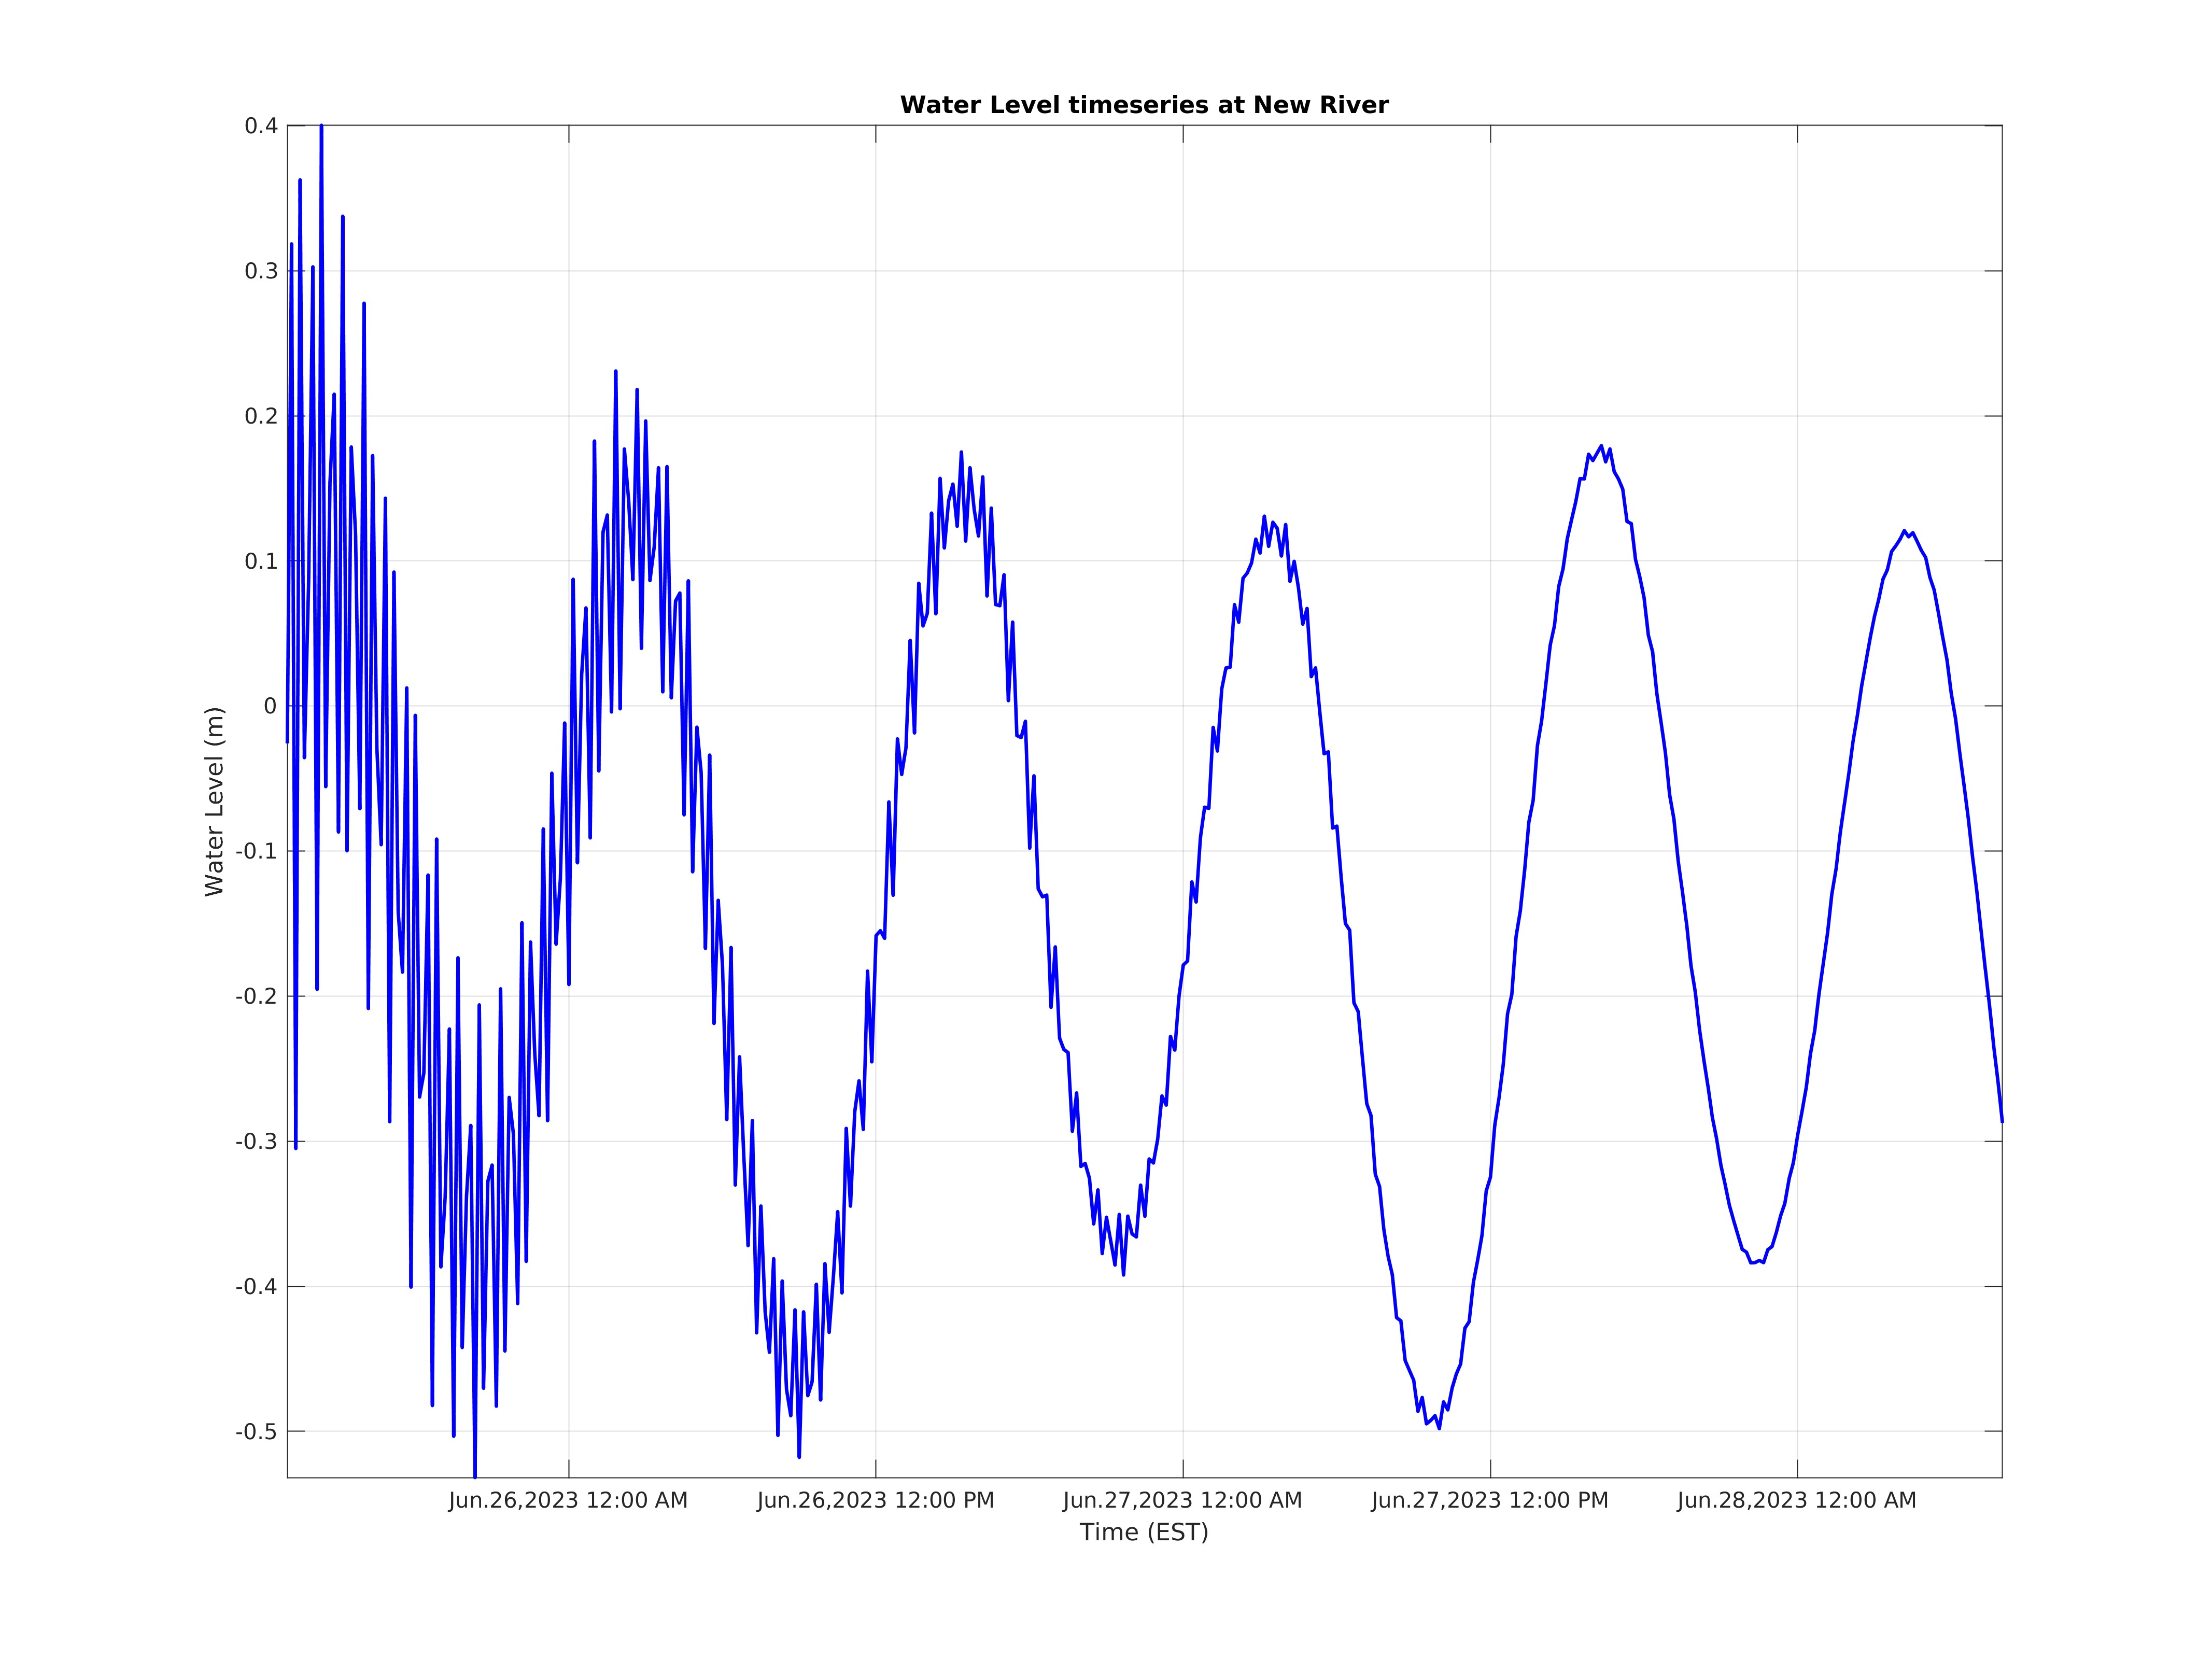 Water Level timeseries at New River
0.4
0.3
0.2
0.1
0
-0.1
-0.2
-0.3
-0.4
-0.5
Water Level (m)
Jun.26,2023 12:00 AM
Jun.26,2023 12:00 PM
Jun.27,2023 12:00 AM
Jun.27,2023 12:00 PM
Jun.28,2023 12:00 AM
Time (EST)